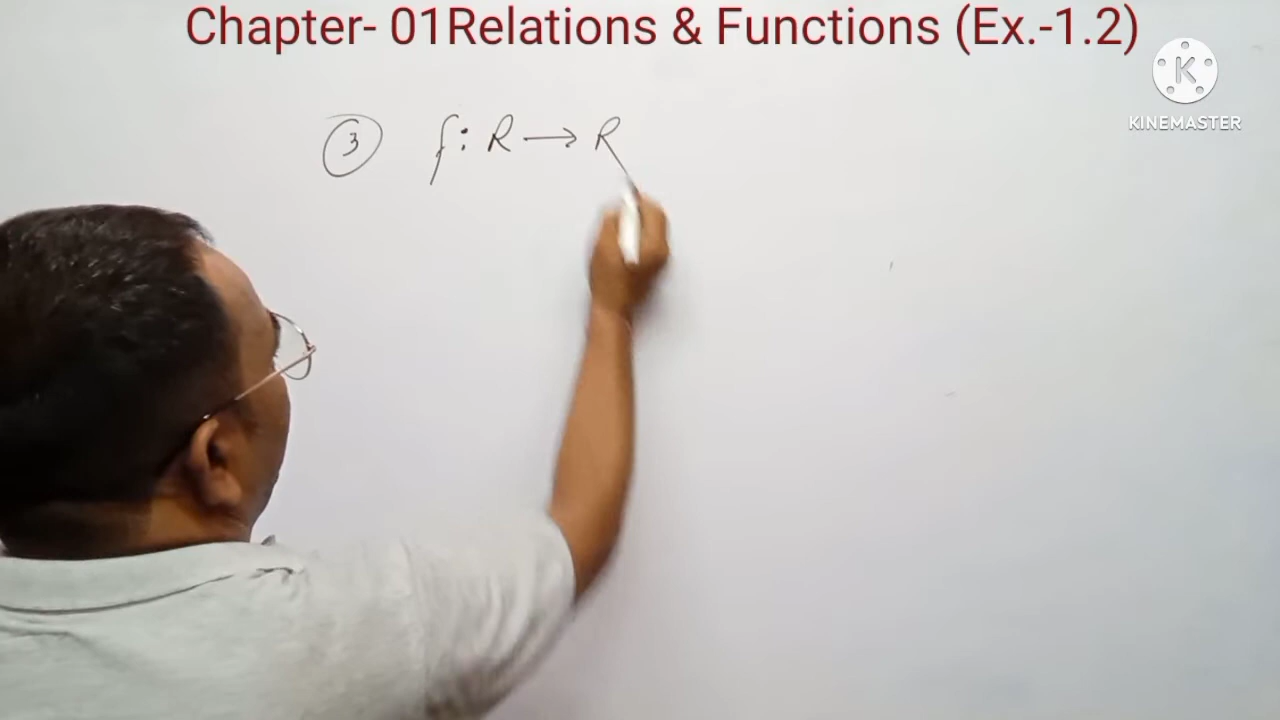 Chapter- 01Relations & Functions (Ex.-1.2)
KINEMASTER
③ f: R → R